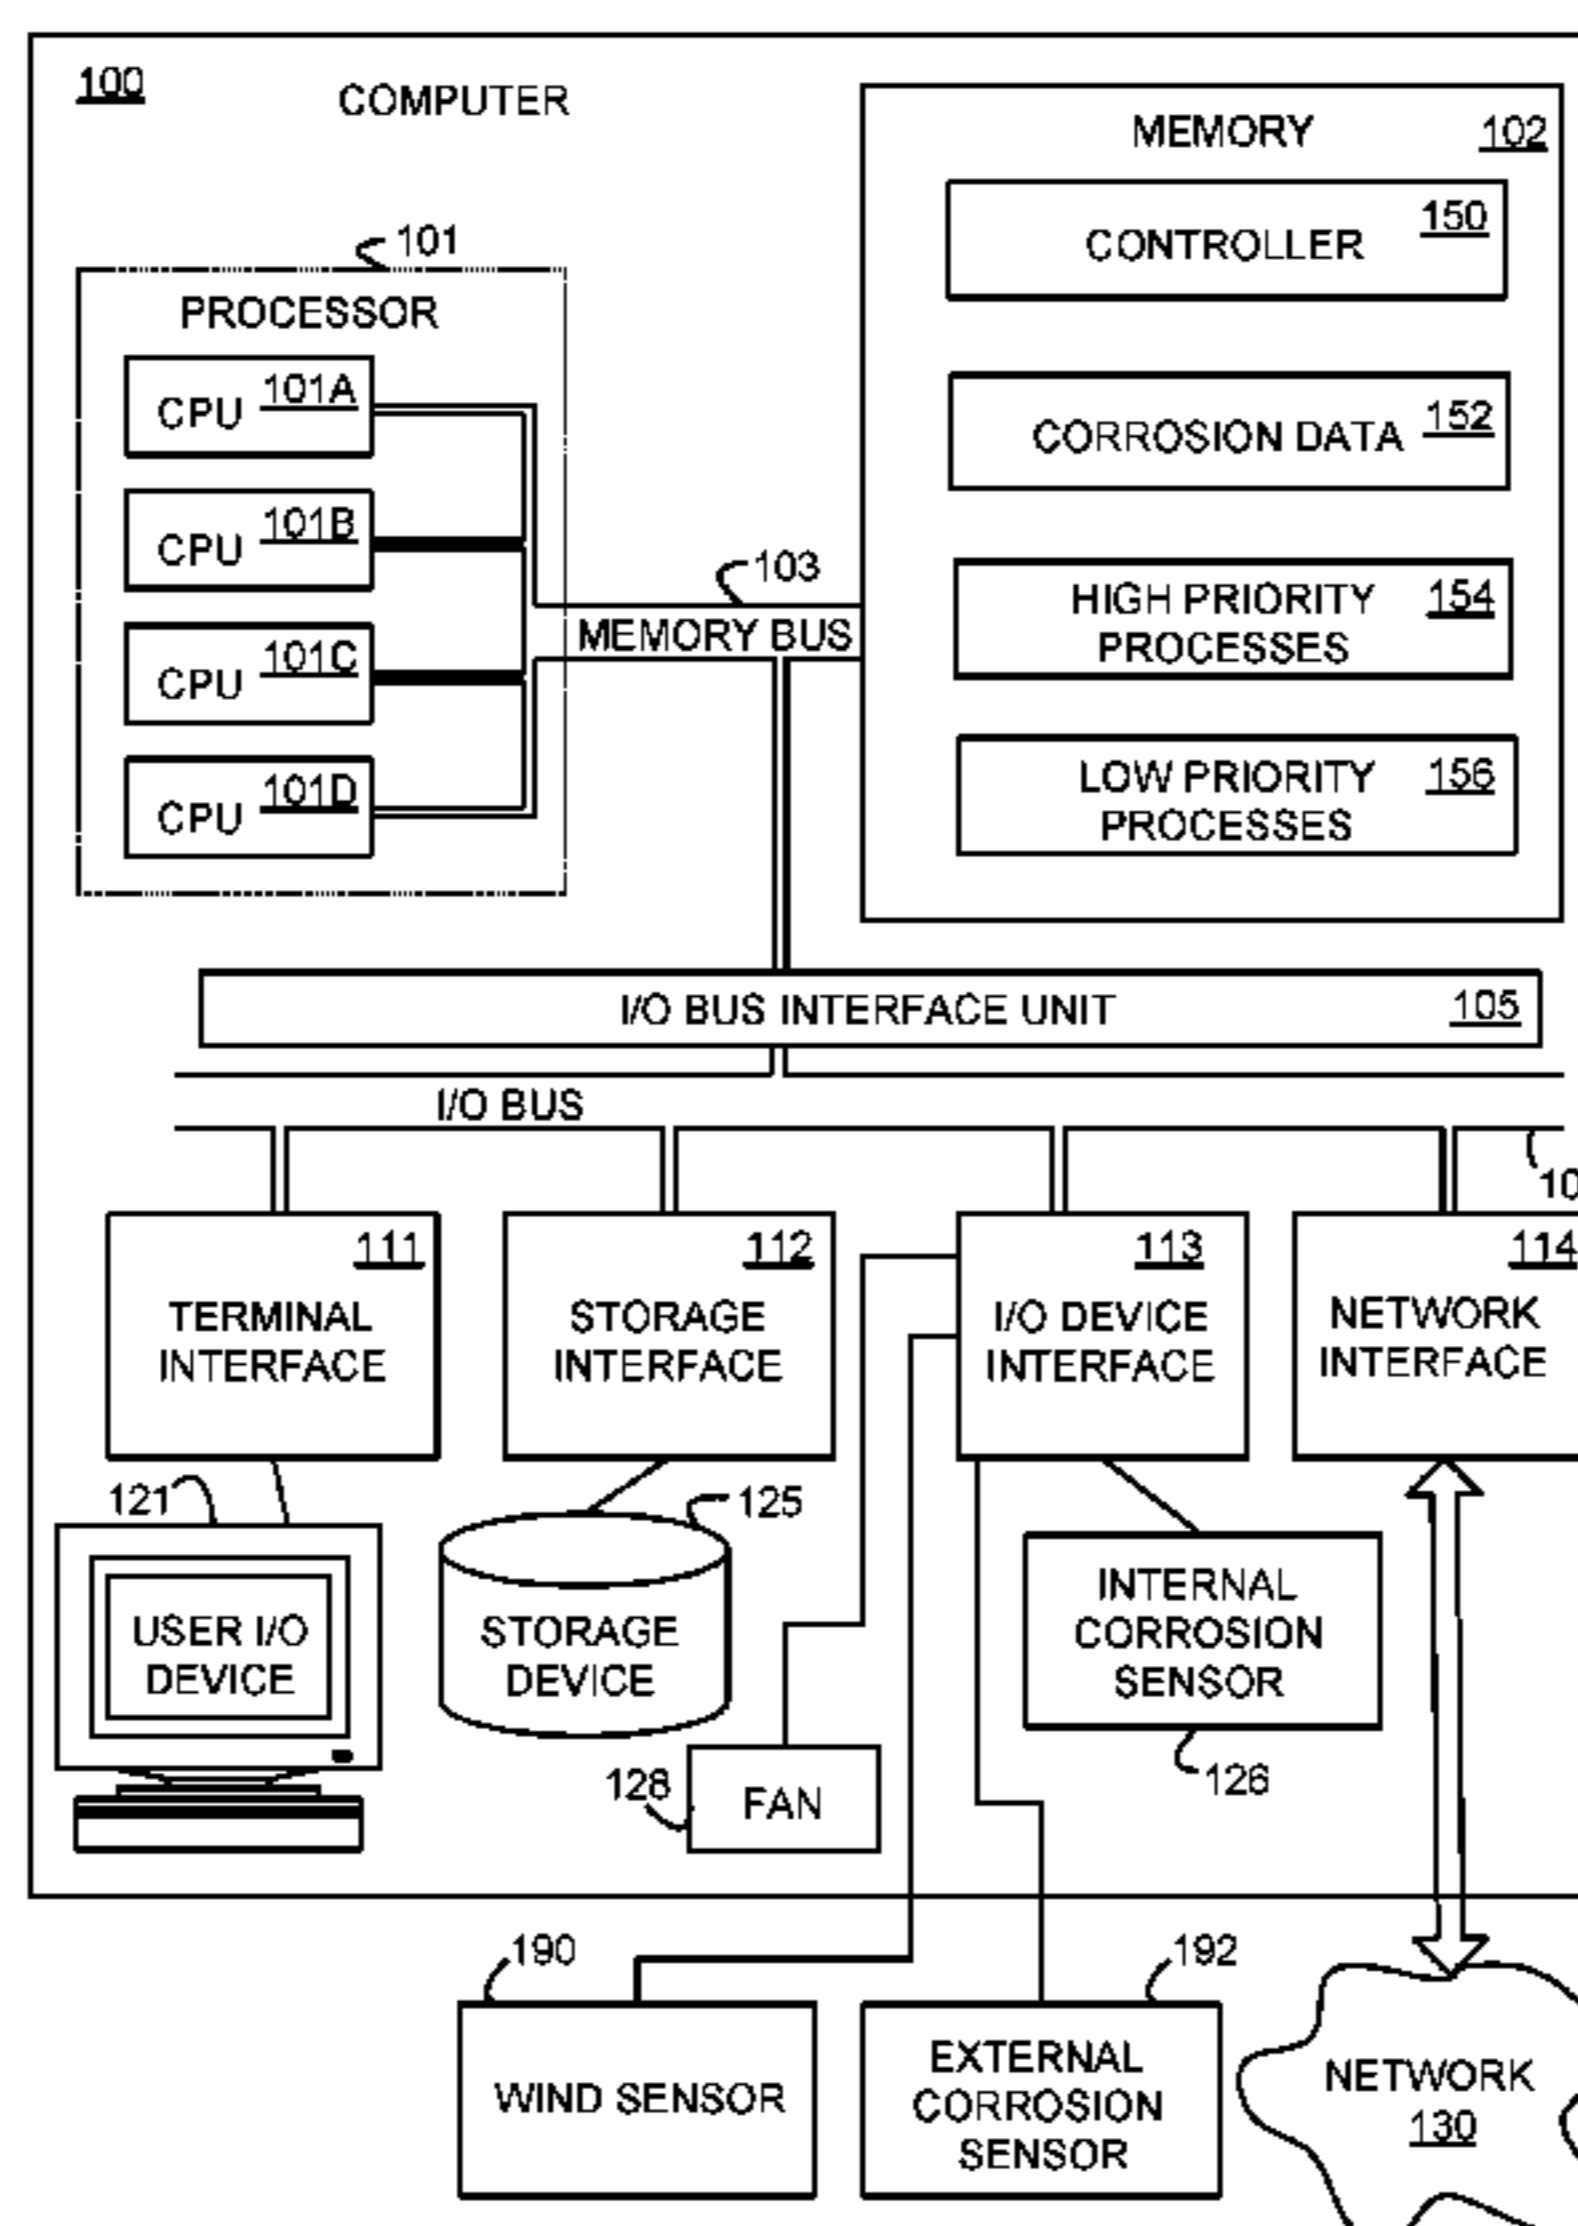 100
COMPUTER
MEMORY 102
CONTROLLER 150
CORROSION DATA 152
HIGH PRIORITY 154
PROCESSES
LOW PRIORITY 156
PROCESSES
101
PROCESSOR
CPU 101A
CPU 101B
CPU 101C
CPU 101D
103
MEMORY BUS
I/O BUS INTERFACE UNIT 105
I/O BUS
10
111
TERMINAL
INTERFACE
112
STORAGE
INTERFACE
113
I/O DEVICE
INTERFACE
114
NETWORK
INTERFACE
121
USER I/O
DEVICE
125
STORAGE
DEVICE
128
FAN
INTERNAL
CORROSION
SENSOR
126
190
WIND SENSOR
192
EXTERNAL
CORROSION
SENSOR
NETWORK
130